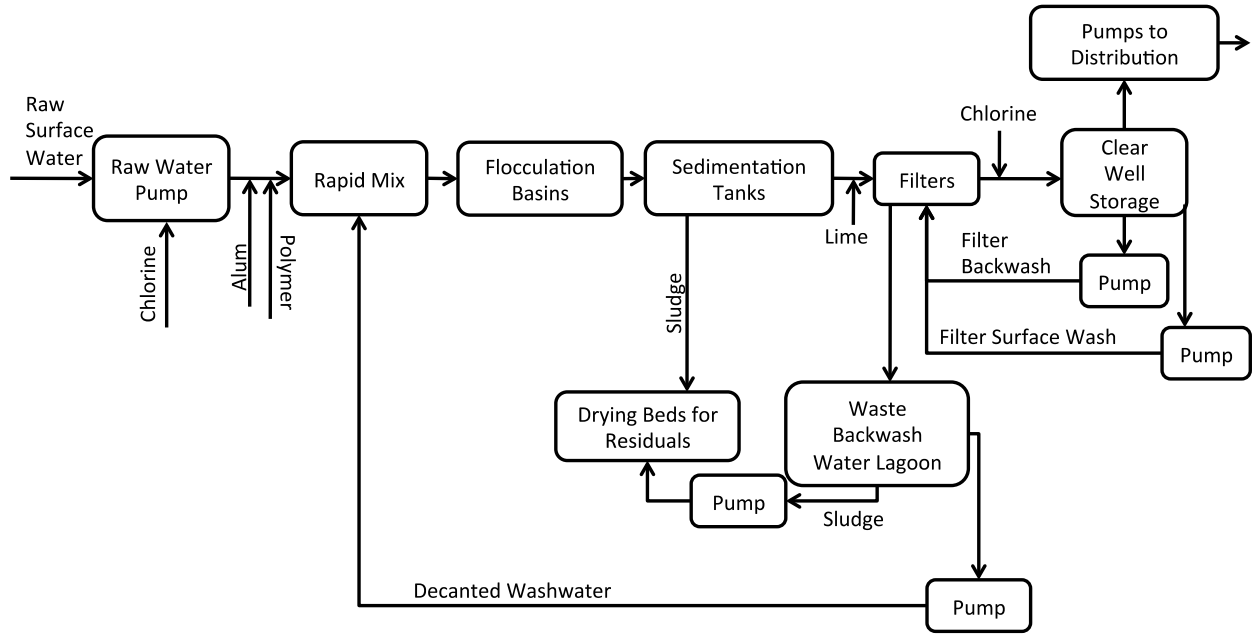 Pumps to
Distribution
Raw
Surface
Water
Raw Water
Pump
Chlorine
Alum
Polymer
Rapid Mix
Flocculation
Basins
Sedimentation
Tanks
Lime
Filters
Chlorine
Clear
Well
Storage
Filter
Backwash
Pump
Filter Surface Wash
Pump
Sludge
Drying Beds for
Residuals
Waste
Backwash
Water Lagoon
Pump
Sludge
Decanted Washwater
Pump